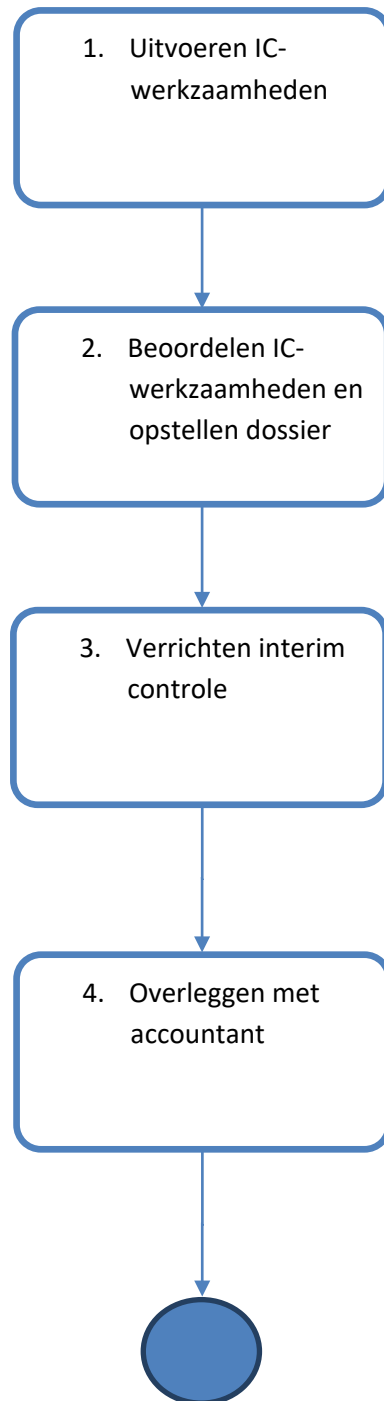 1. Uitvoeren IC-
werkzaamheden
2. Beoordelen IC-
werkzaamheden en
opstellen dossier
3. Verrichten interim
controle
4. Overleggen met
accountant